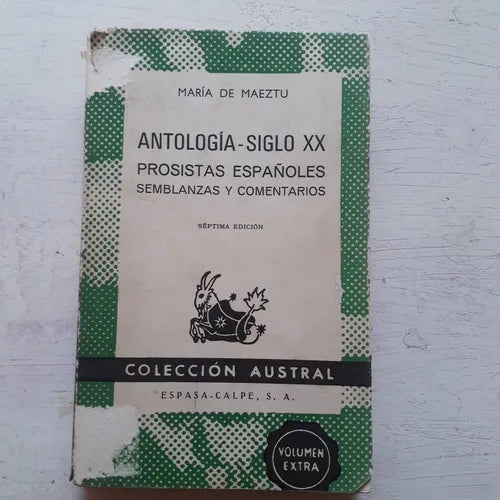 MARÍA DE MAEZTU
ANTOLOGÍA - SIGLO XX
PROSISTAS ESPAÑOLES
SEMBLANZAS Y COMENTARIOS
SÉPTIMA EDICIÓN
COLECCIÓN AUSTRAL
ESPASA-CALPE, S. A.
VOLUMEN
EXTRA